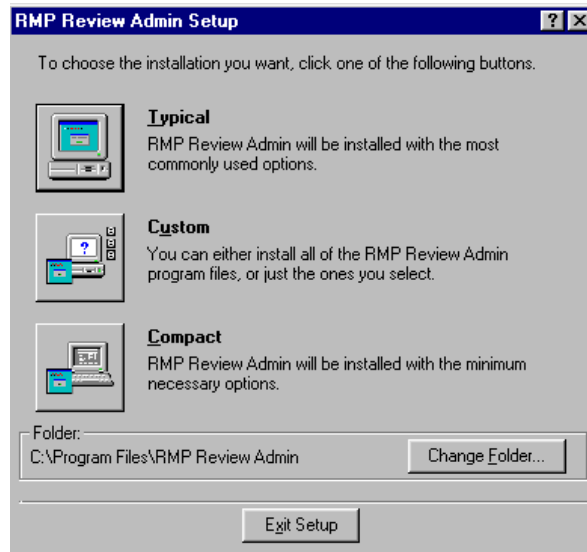 RMP Review Admin Setup
To choose the installation you want, click one of the following buttons.
Typical
RMP Review Admin will be installed with the most
commonly used options.
?
Custom
You can either install all of the RMP Review Admin
program files, or just the ones you select.
Compact
RMP Review Admin will be installed with the minimum
necessary options.
Folder:
C:\Program Files\RMP Review Admin
Change Folder...
Exit Setup